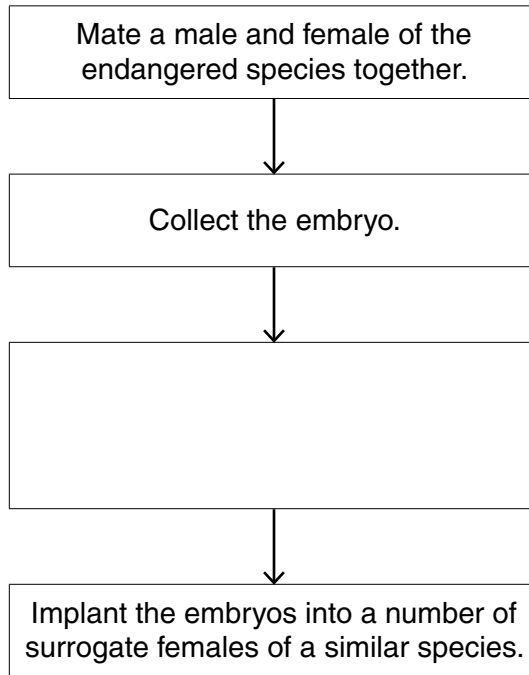 Mate a male and female of the
endangered species together.
Collect the embryo.
Implant the embryos into a number of
surrogate females of a similar species.